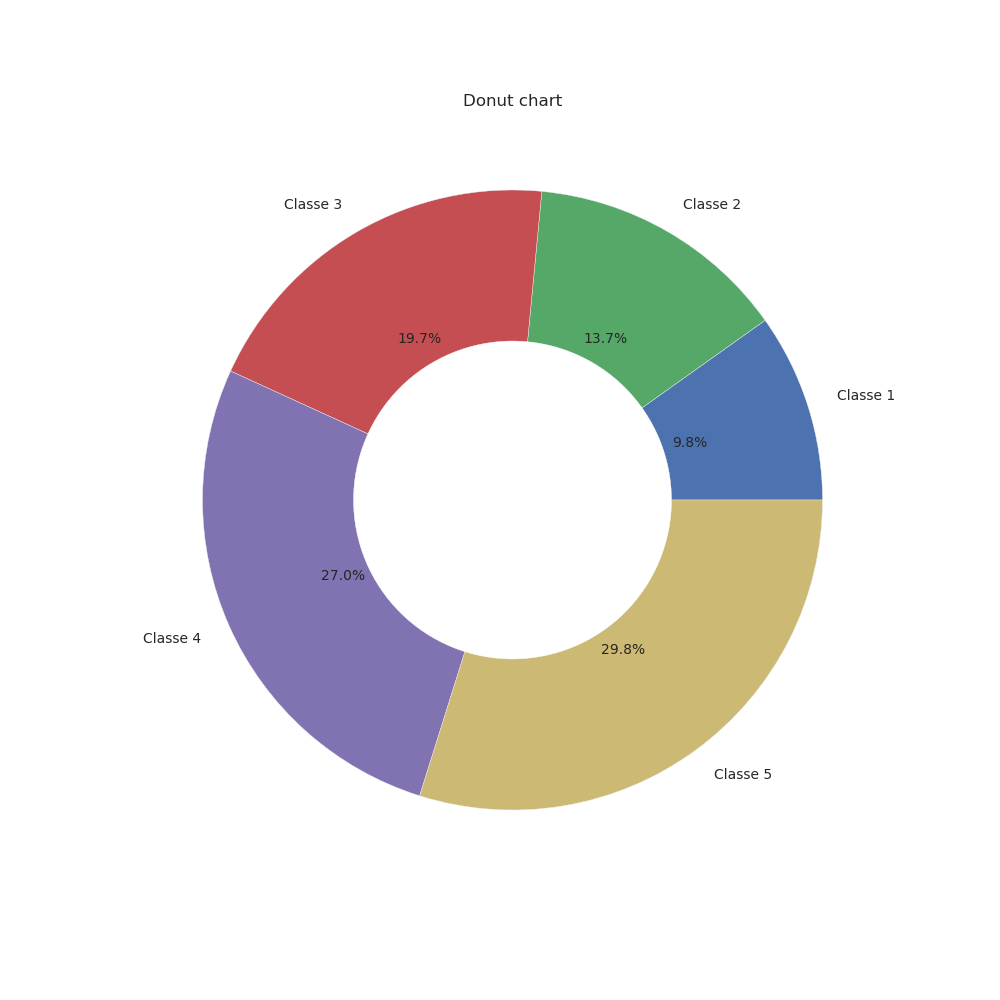 Donut chart
Classe 3
Classe 2
19.7%
13.7%
Classe 1
9.8%
27.0%
Classe 4
29.8%
Classe 5